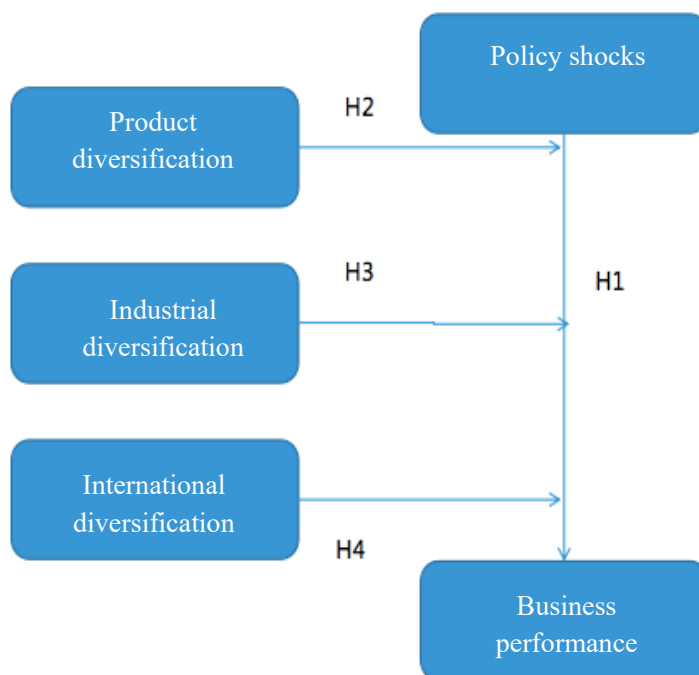 Policy shocks
H2
Product
diversification
H3
H1
Industrial
diversification
International
diversification
H4
Business
performance